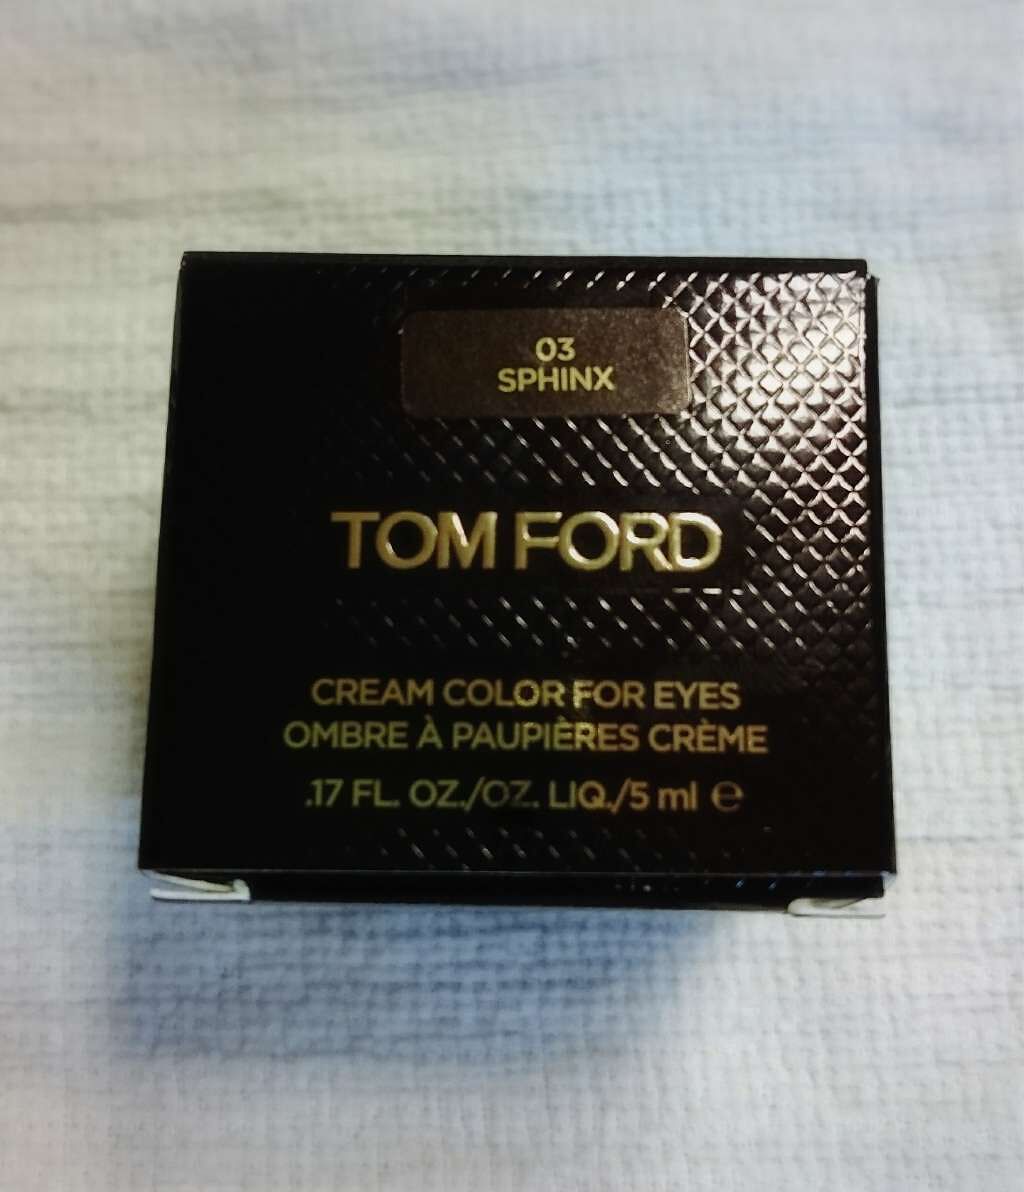 03
SPHINX
TOM FORD
CREAM COLOR FOR EYES
OMBRE À PAUPIÈRES CRÈME
.17 FL. OZ./OZ. LIQ./5 ml ℮